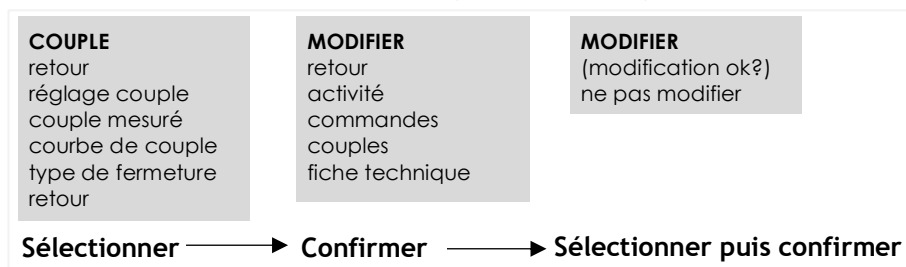 COUPLE
retour
réglage couple
couple mesuré
courbe de couple
type de fermeture
retour
MODIFIER
retour
activité
commandes
couples
fiche technique
MODIFIER
(modification ok?)
ne pas modifier
Sélectionner
Confirmer
Sélectionner puis confirmer